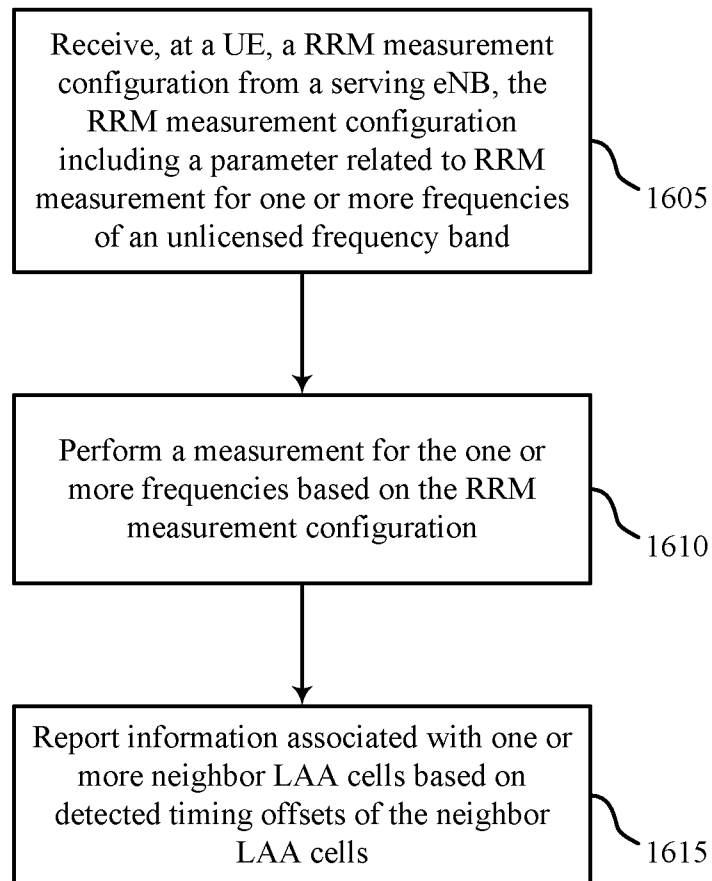 Receive, at a UE, a RRM measurement
configuration from a serving eNB, the
RRM measurement configuration
including a parameter related to RRM
measurement for one or more frequencies
of an unlicensed frequency band
1605
Perform a measurement for the one or
more frequencies based on the RRM
measurement configuration
1610
Report information associated with one or
more neighbor LAA cells based on
detected timing offsets of the neighbor
LAA cells
1615